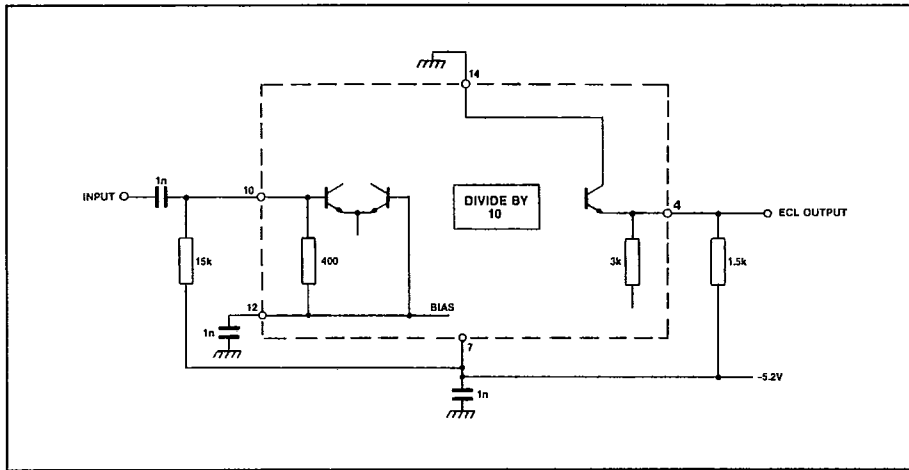 14
1n
INPUT
10
DIVIDE BY
10
4
ECL OUTPUT
15k
400
3k
1.5k
12
BIAS
1n
7
-5.2V
1n